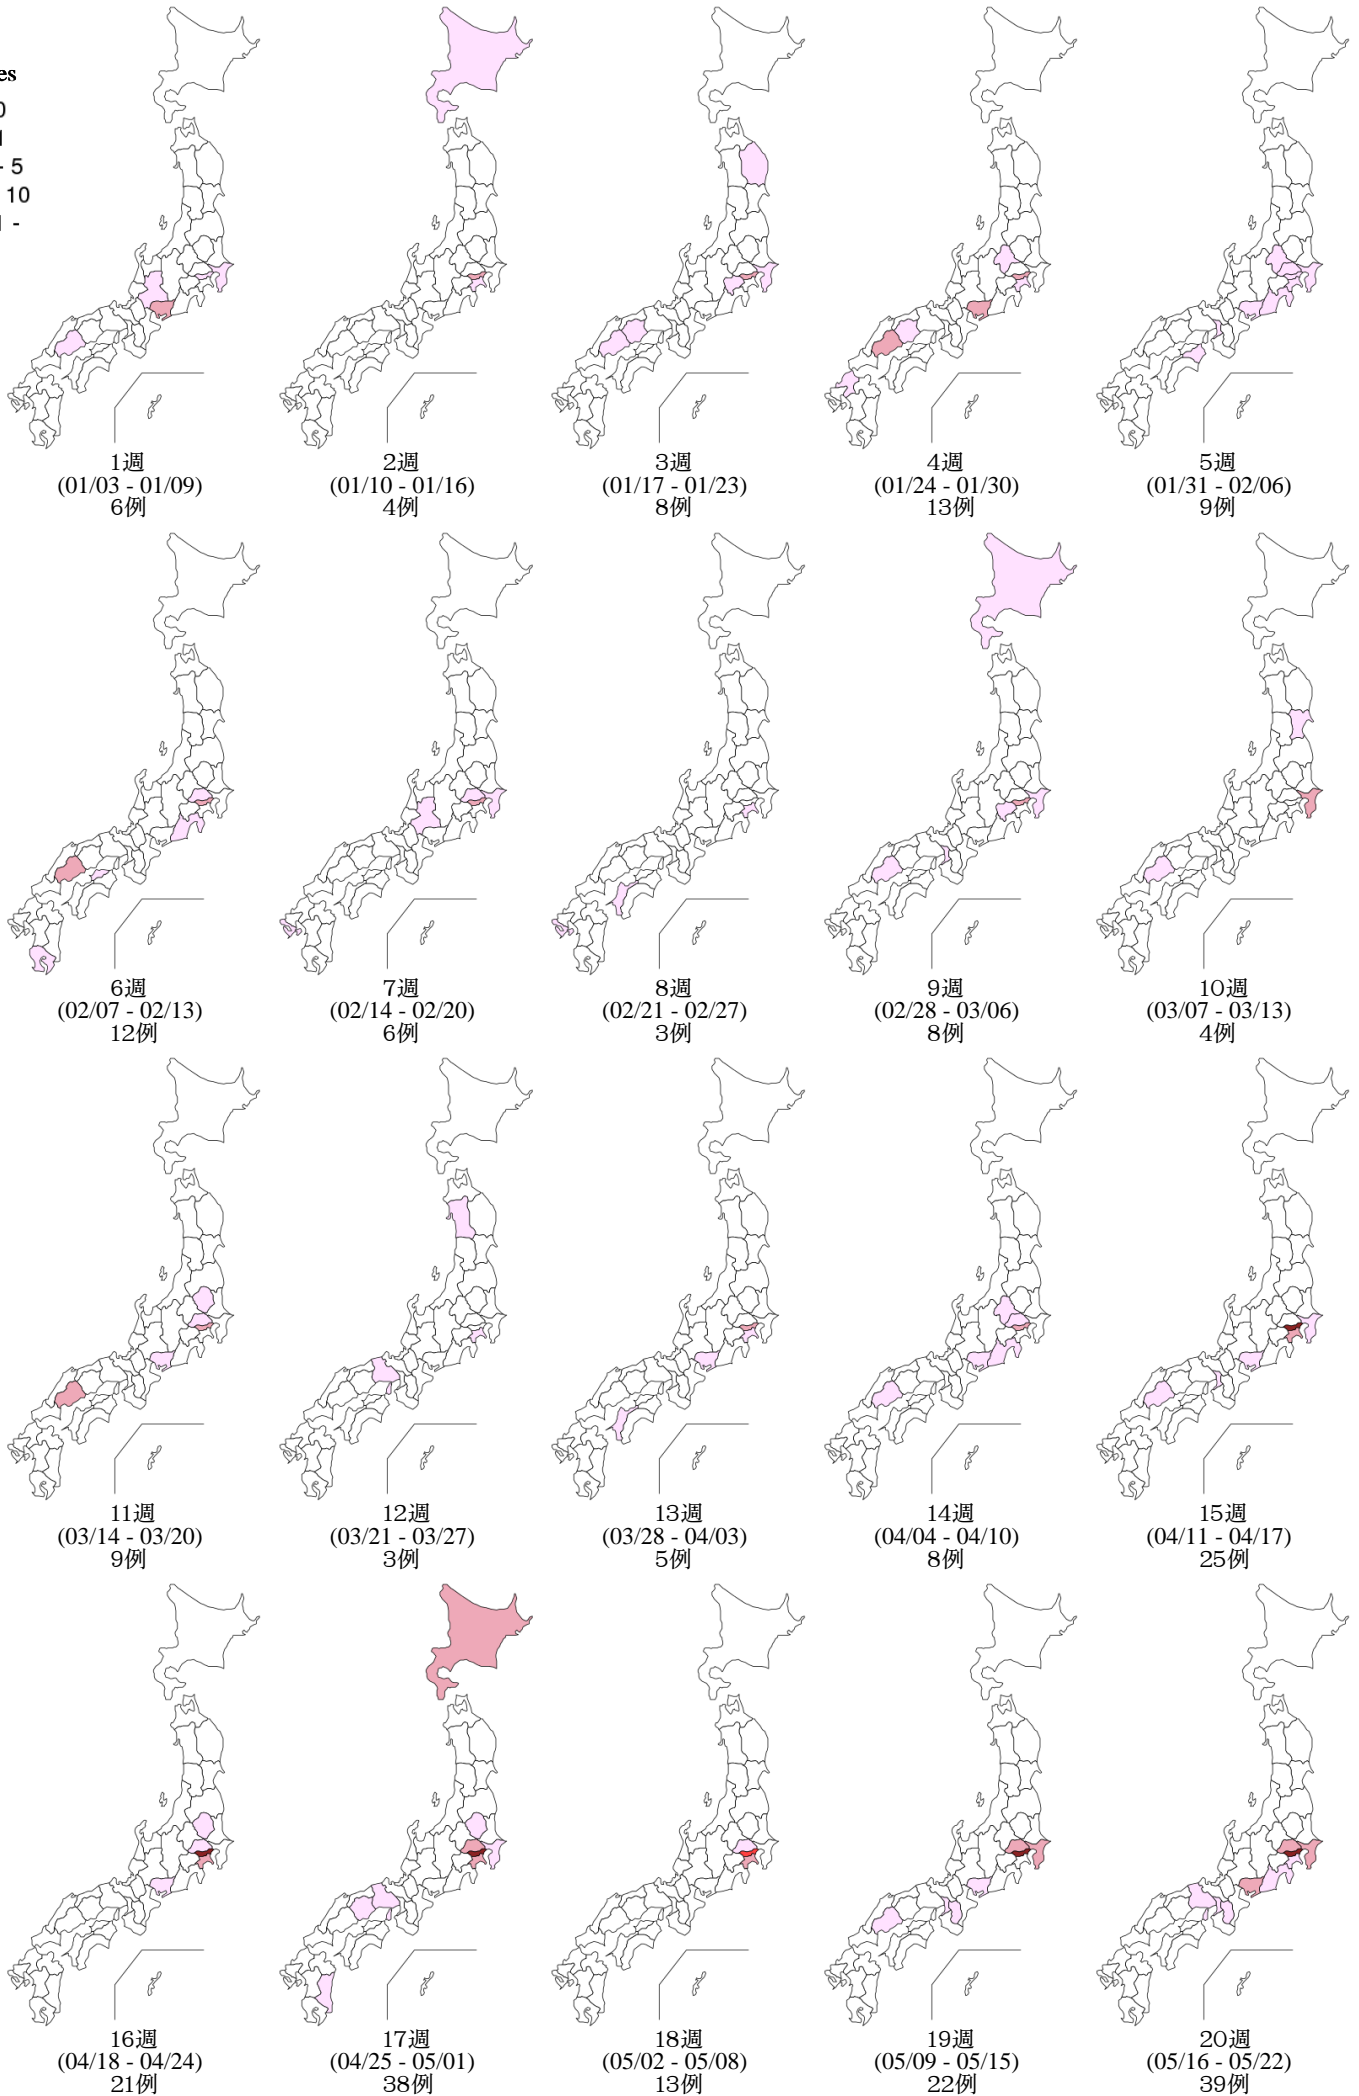 - 5
10
1週
(01/03 - 01/09)
6例
2週
(01/10 - 01/16)
4例
3週
(01/17 - 01/23)
8例
4週
(01/24 - 01/30)
13例
5週
(01/31 - 02/06)
9例
6週
(02/07 - 02/13)
12例
7週
(02/14 - 02/20)
6例
8週
(02/21 - 02/27)
3例
9週
(02/28 - 03/06)
8例
10週
(03/07 - 03/13)
4例
11週
(03/14 - 03/20)
9例
12週
(03/21 - 03/27)
3例
13週
(03/28 - 04/03)
5例
14週
(04/04 - 04/10)
8例
15週
(04/11 - 04/17)
25例
16週
(04/18 - 04/24)
21例
17週
(04/25 - 05/01)
38例
18週
(05/02 - 05/08)
13例
19週
(05/09 - 05/15)
22例
20週
(05/16 - 05/22)
39例